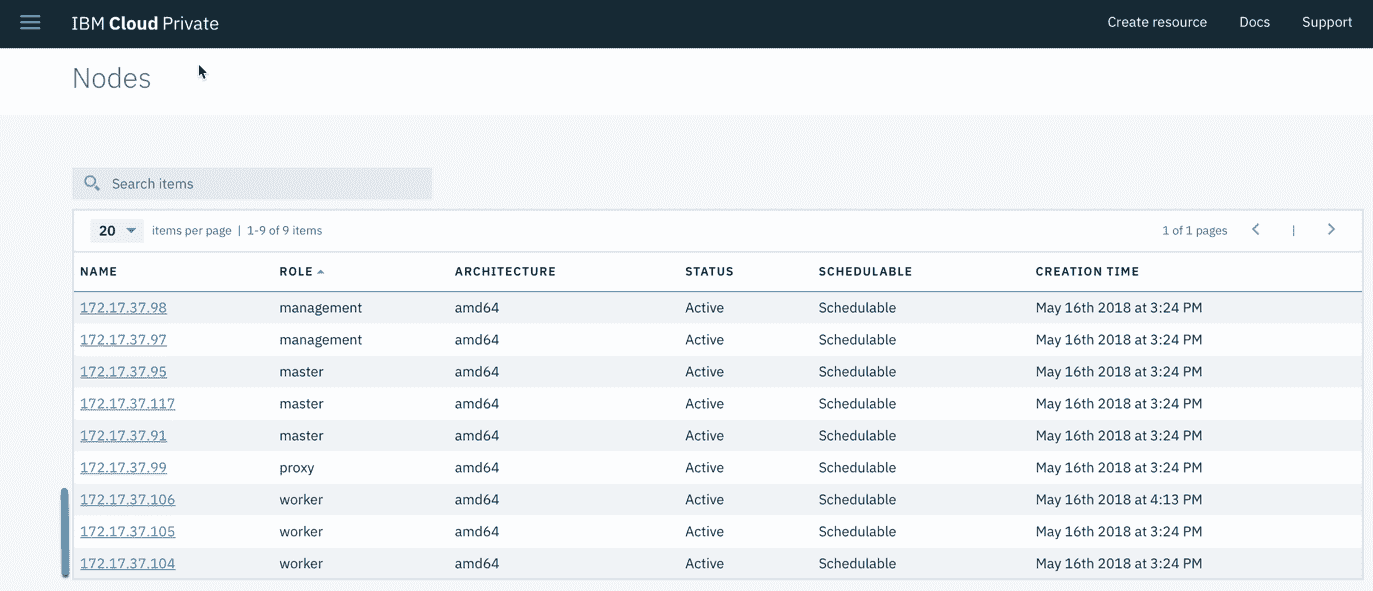 IBM Cloud Private Create resource Docs Support
Nodes
Search items
20 items per page | 1-9 of 9 items 1 of 1 pages |
NAME ROLE ARCHITECTURE STATUS SCHEDULABLE CREATION TIME
172.17.37.98 management amd64 Active Schedulable May 16th 2018 at 3:24 PM
172.17.37.97 management amd64 Active Schedulable May 16th 2018 at 3:24 PM
172.17.37.95 master amd64 Active Schedulable May 16th 2018 at 3:24 PM
172.17.37.117 master amd64 Active Schedulable May 16th 2018 at 3:24 PM
172.17.37.91 master amd64 Active Schedulable May 16th 2018 at 3:24 PM
172.17.37.99 proxy amd64 Active Schedulable May 16th 2018 at 3:24 PM
172.17.37.106 worker amd64 Active Schedulable May 16th 2018 at 4:13 PM
172.17.37.105 worker amd64 Active Schedulable May 16th 2018 at 3:24 PM
172.17.37.104 worker amd64 Active Schedulable May 16th 2018 at 3:24 PM